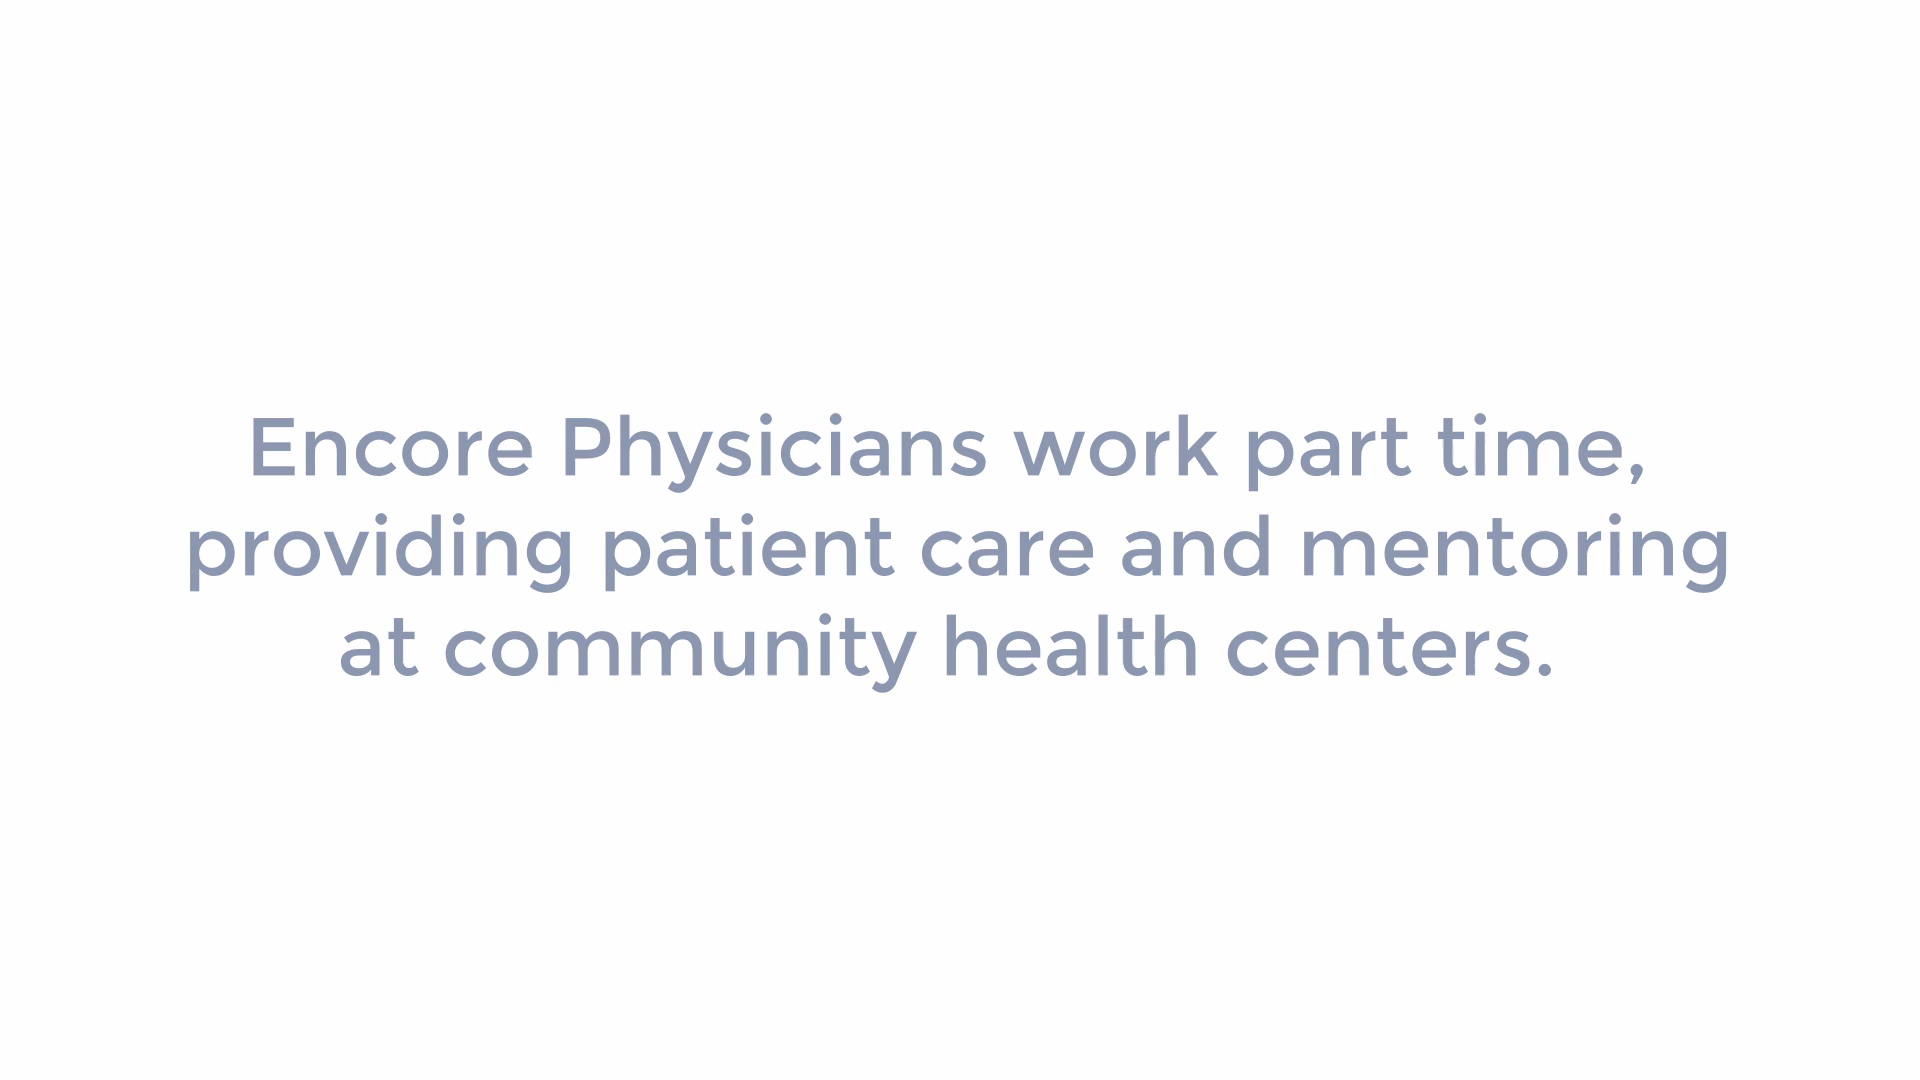 Encore Physicians work part time,
providing patient care and mentoring
at community health centers.